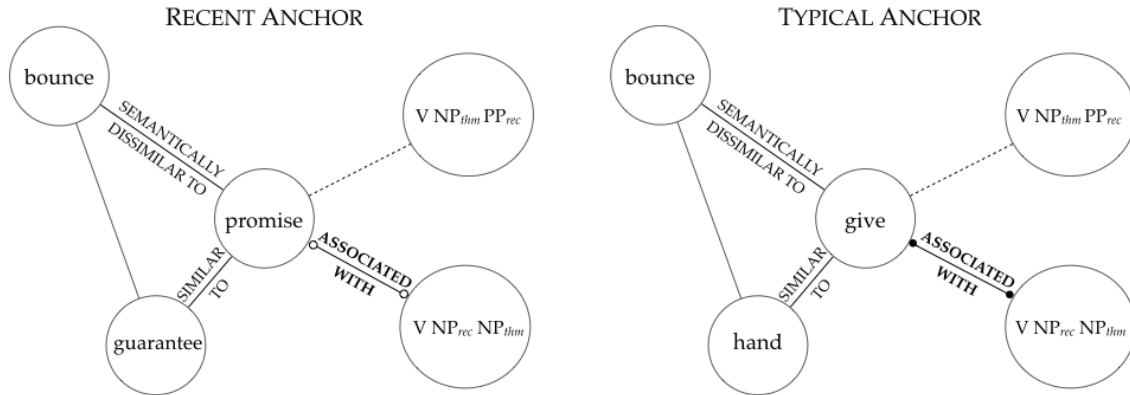 RECENT ANCHOR
bounce
SEMANTICALLY
DISSIMILAR TO
V NPthm PPrec
promise
SIMILAR
TO
ASSOCIATED
WITH
guarantee
V NPrec NPthm
TYPICAL ANCHOR
bounce
SEMANTICALLY
DISSIMILAR TO
V NPthm PPrec
give
SIMILAR
TO
ASSOCIATED
WITH
hand
V NPrec NPthm